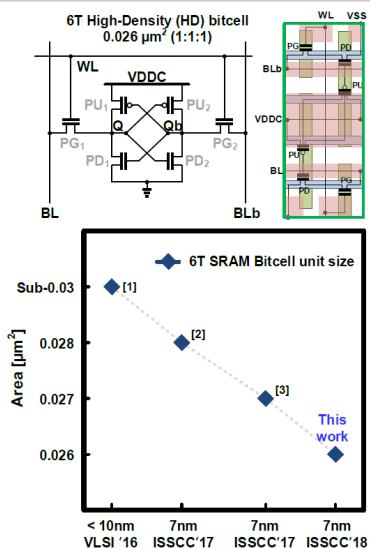 6T High-Density (HD) bitcell
0.026 μm² (1:1:1)
WL
VDDC
PU₁
PU₂
Q
Qb
PG₁
PD₁
PD₂
PG₂
BL
BLb
WL
VSS
PG
PD
BLb
PU
VDDC
PU
BL
PD
PG
6T SRAM Bitcell unit size
Area [μm²]
Sub-0.03
0.028
0.027
0.026
[1]
[2]
[3]
This
work
< 10nm
VLSI '16
7nm
ISSCC'17
7nm
ISSCC'17
7nm
ISSCC'18